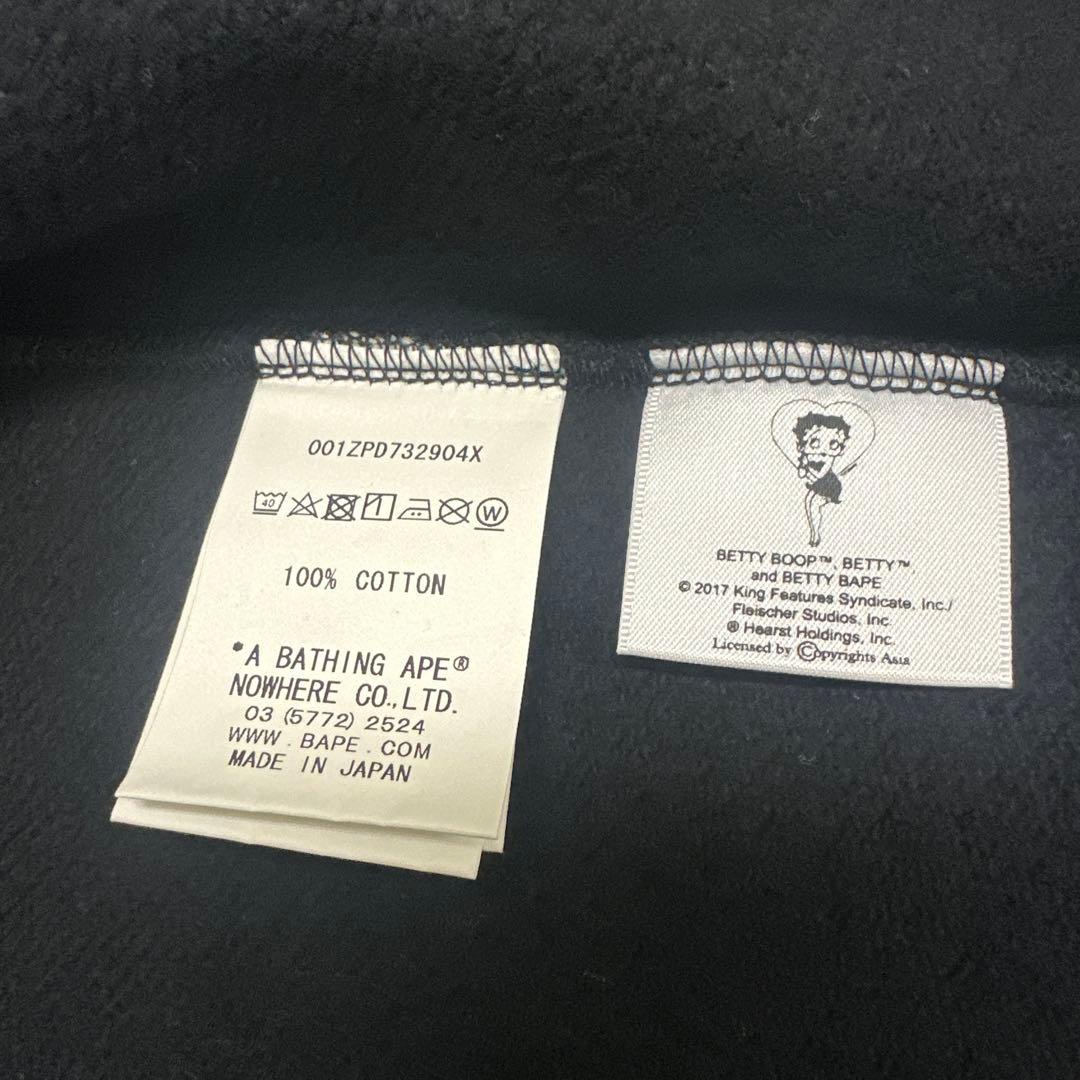 001ZPD732904X
40
W
100% COTTON
*A BATHING APE®
NOWHERE CO.,LTD.
03 (5772) 2524
WWW.BAPE.COM
MADE IN JAPAN
BETTY BOOP™, BETTY™
and BETTY BAPE
© 2017 King Features Syndicate, Inc./
Fleischer Studios, Inc.
® Hearst Holdings, Inc.
Licensed by Ⓒopyrights Asia